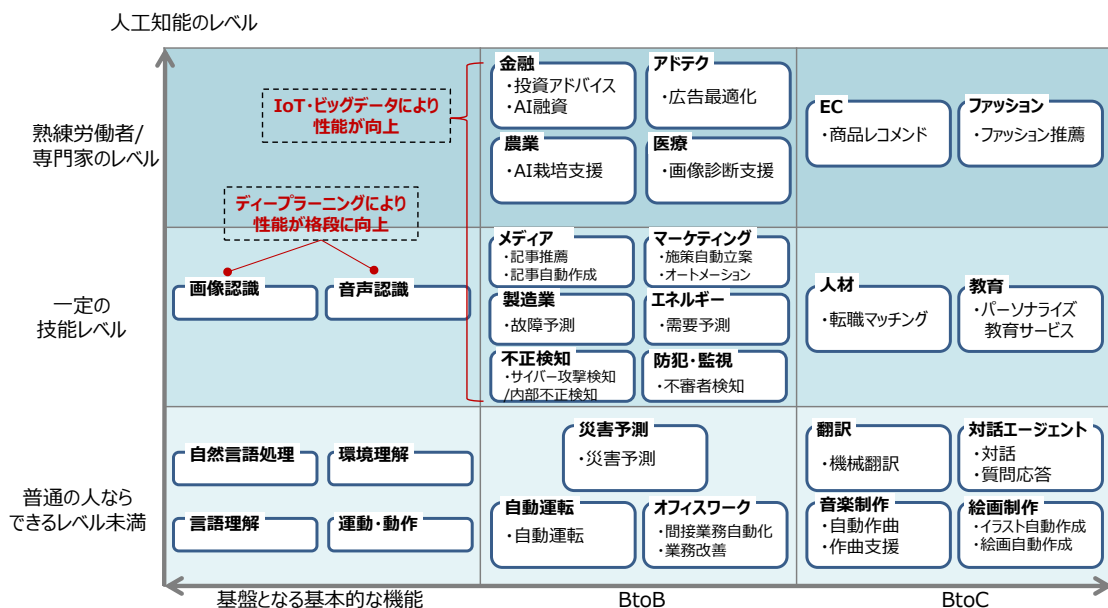 人工知能のレベル
熟練労働者/
専門家のレベル
IoT・ビッグデータにより
性能が向上
ディープラーニングにより
性能が格段に向上
金融
・投資アドバイス
・AI融資
アドテク
・広告最適化
農業
・AI栽培支援
医療
・画像診断支援
EC
・商品レコメンド
ファッション
・ファッション推薦
一定の
技能レベル
画像認識
音声認識
メディア
・記事推薦
・記事自動作成
マーケティング
・施策自動立案
・オートメーション
製造業
・故障予測
エネルギー
・需要予測
不正検知
・サイバー攻撃検知
/内部不正検知
防犯・監視
・不審者検知
人材
・転職マッチング
教育
・パーソナライズ
教育サービス
普通の人なら
できるレベル未満
自然言語処理
環境理解
言語理解
運動・動作
災害予測
・災害予測
自動運転
・自動運転
オフィスワーク
・間接業務自動化
・業務改善
翻訳
・機械翻訳
対話エージェント
・対話
・質問応答
音楽制作
・自動作曲
・作曲支援
絵画制作
・イラスト自動作成
・絵画自動作成
基盤となる基本的な機能
BtoB
BtoC